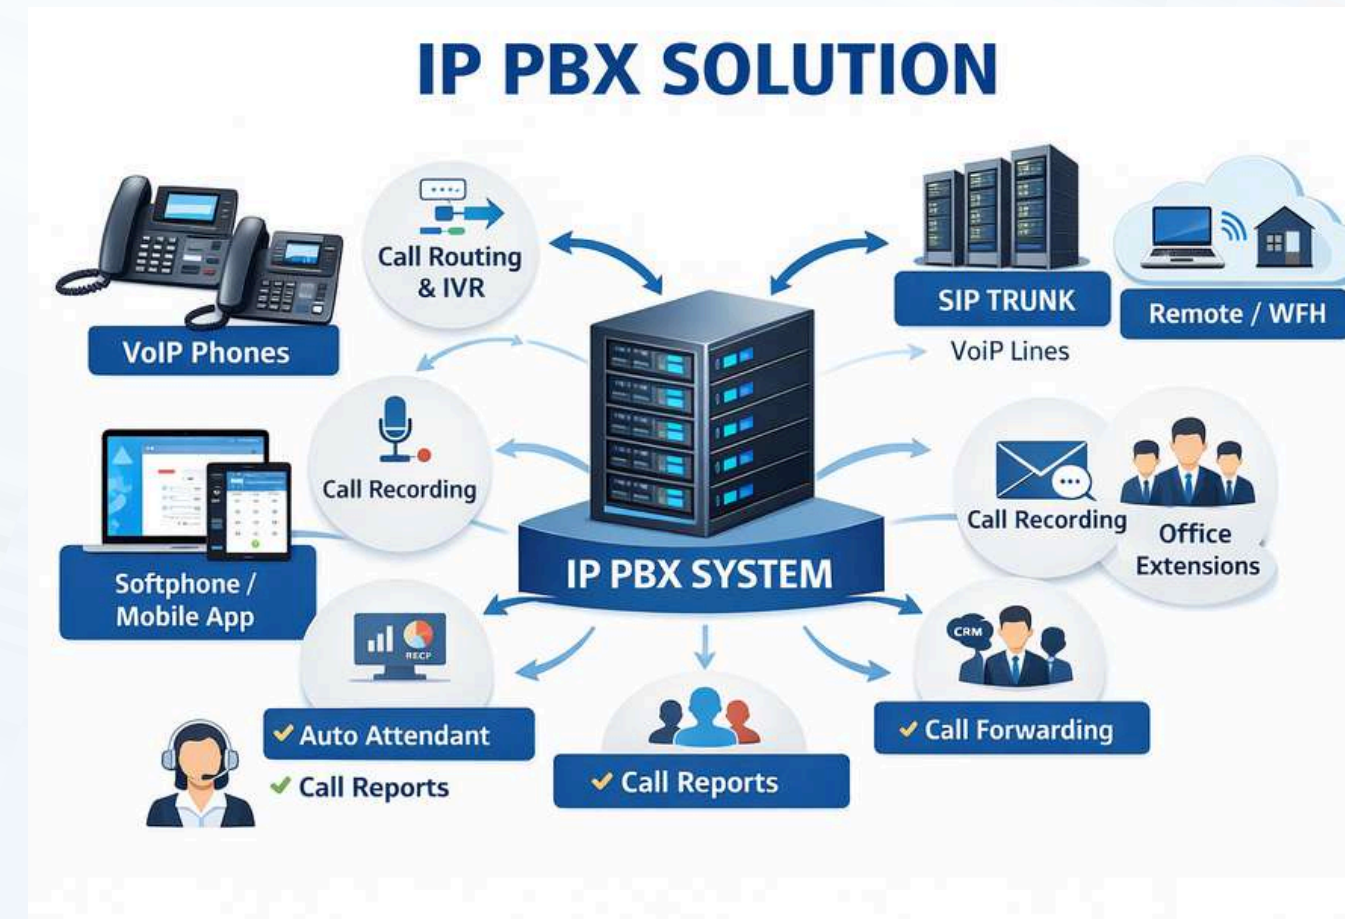 IP PBX SOLUTION
Call Routing
& IVR
VoIP Phones
SIP TRUNK
VoiP Lines
Remote / WFH
Call Recording
Call Recording
Office
Extensions
Softphone /
Mobile App
IP PBX SYSTEM
RECP
CRM
✓ Auto Attendant
✓ Call Reports
✓ Call Reports
✓ Call Forwarding